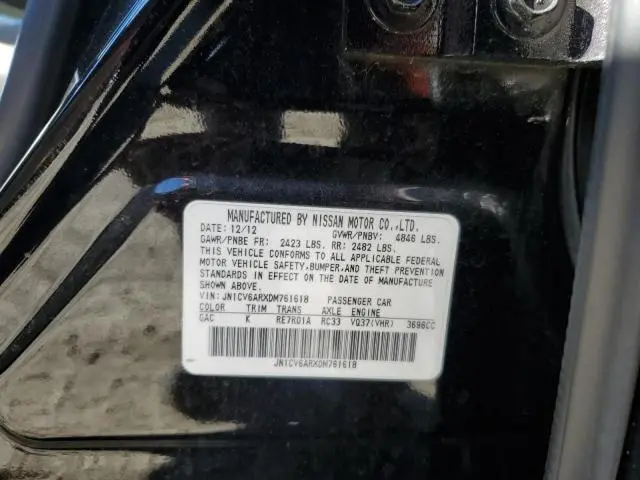 MANUFACTURED BY NISSAN MOTOR CO.,LTD.
DATE: 12/12 GVWR/PNBV: 4846 LBS.
GAWR/PNBE FR: 2423 LBS. RR: 2482 LBS.
THIS VEHICLE CONFORMS TO ALL APPLICABLE FEDERAL
MOTOR VEHICLE SAFETY,BUMPER,AND THEFT PREVENTION
STANDARDS IN EFFECT ON THE DATE OF MANUFACTURE
SHOWN ABOVE.
VIN: JN1CV6ARXDM761618 PASSENGER CAR
COLOR TRIM TRANS AXLE ENGINE
GAC K RE7R01A RC33 VQ37(VHR) 3696CC
JN1CV6ARXDM761618